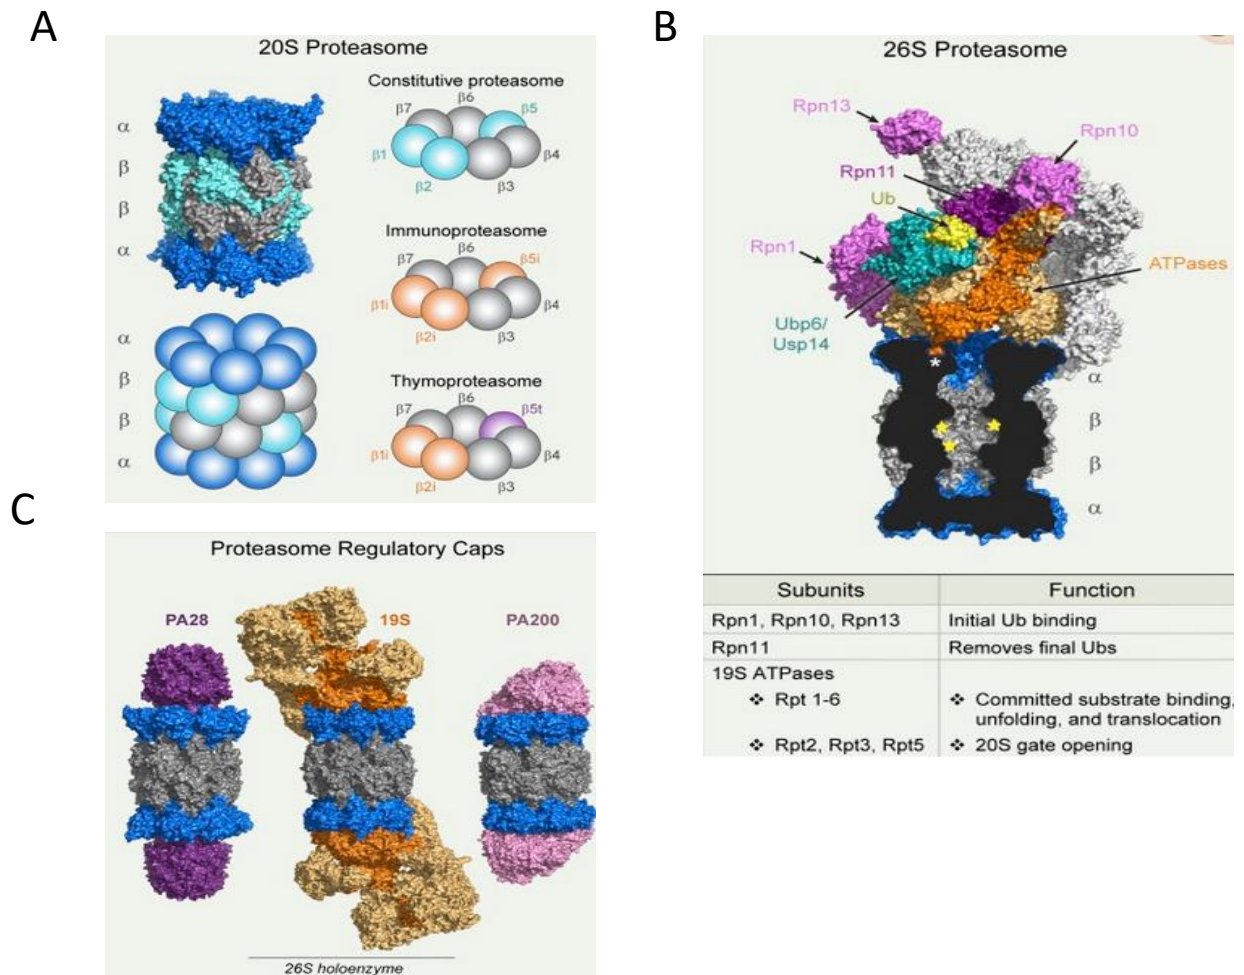 A
20S Proteasome
α
β
β
α
α
β
β
α
Constitutive proteasome
β6
β7
β5
β1
β4
β2
β3
Immunoproteasome
β6
β7
β5i
β1i
β4
β2i
β3
Thymoproteasome
β6
β7
β5t
β1i
β4
β2i
β3
B
26S Proteasome
Rpn13
Rpn10
Rpn11
Ub
Rpn1
ATPases
Ubp6/
Usp14
*
α
β
β
α
Subunits Function
Rpn1, Rpn10, Rpn13 Initial Ub binding
Rpn11 Removes final Ubs
19S ATPases
❖ Rpt 1-6 ❖ Committed substrate binding,
unfolding, and translocation
❖ Rpt2, Rpt3, Rpt5 ❖ 20S gate opening
C
Proteasome Regulatory Caps
PA28 19S PA200
26S holoenzyme